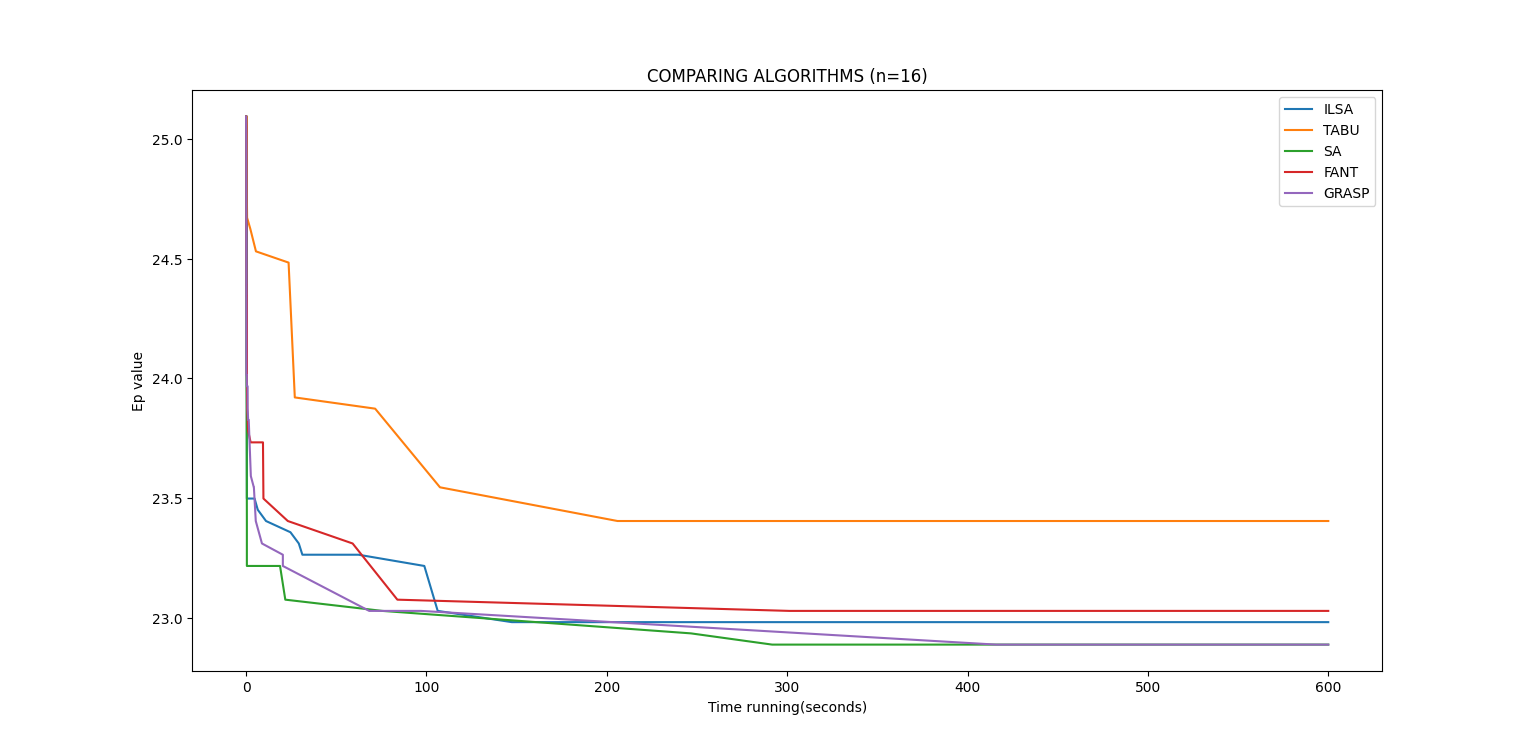 COMPARING ALGORITHMS (n=16)
ILSA
TABU
SA
FANT
GRASP
Ep value
25.0
24.5
24.0
23.5
23.0
0 100 200 300 400 500 600
Time running(seconds)